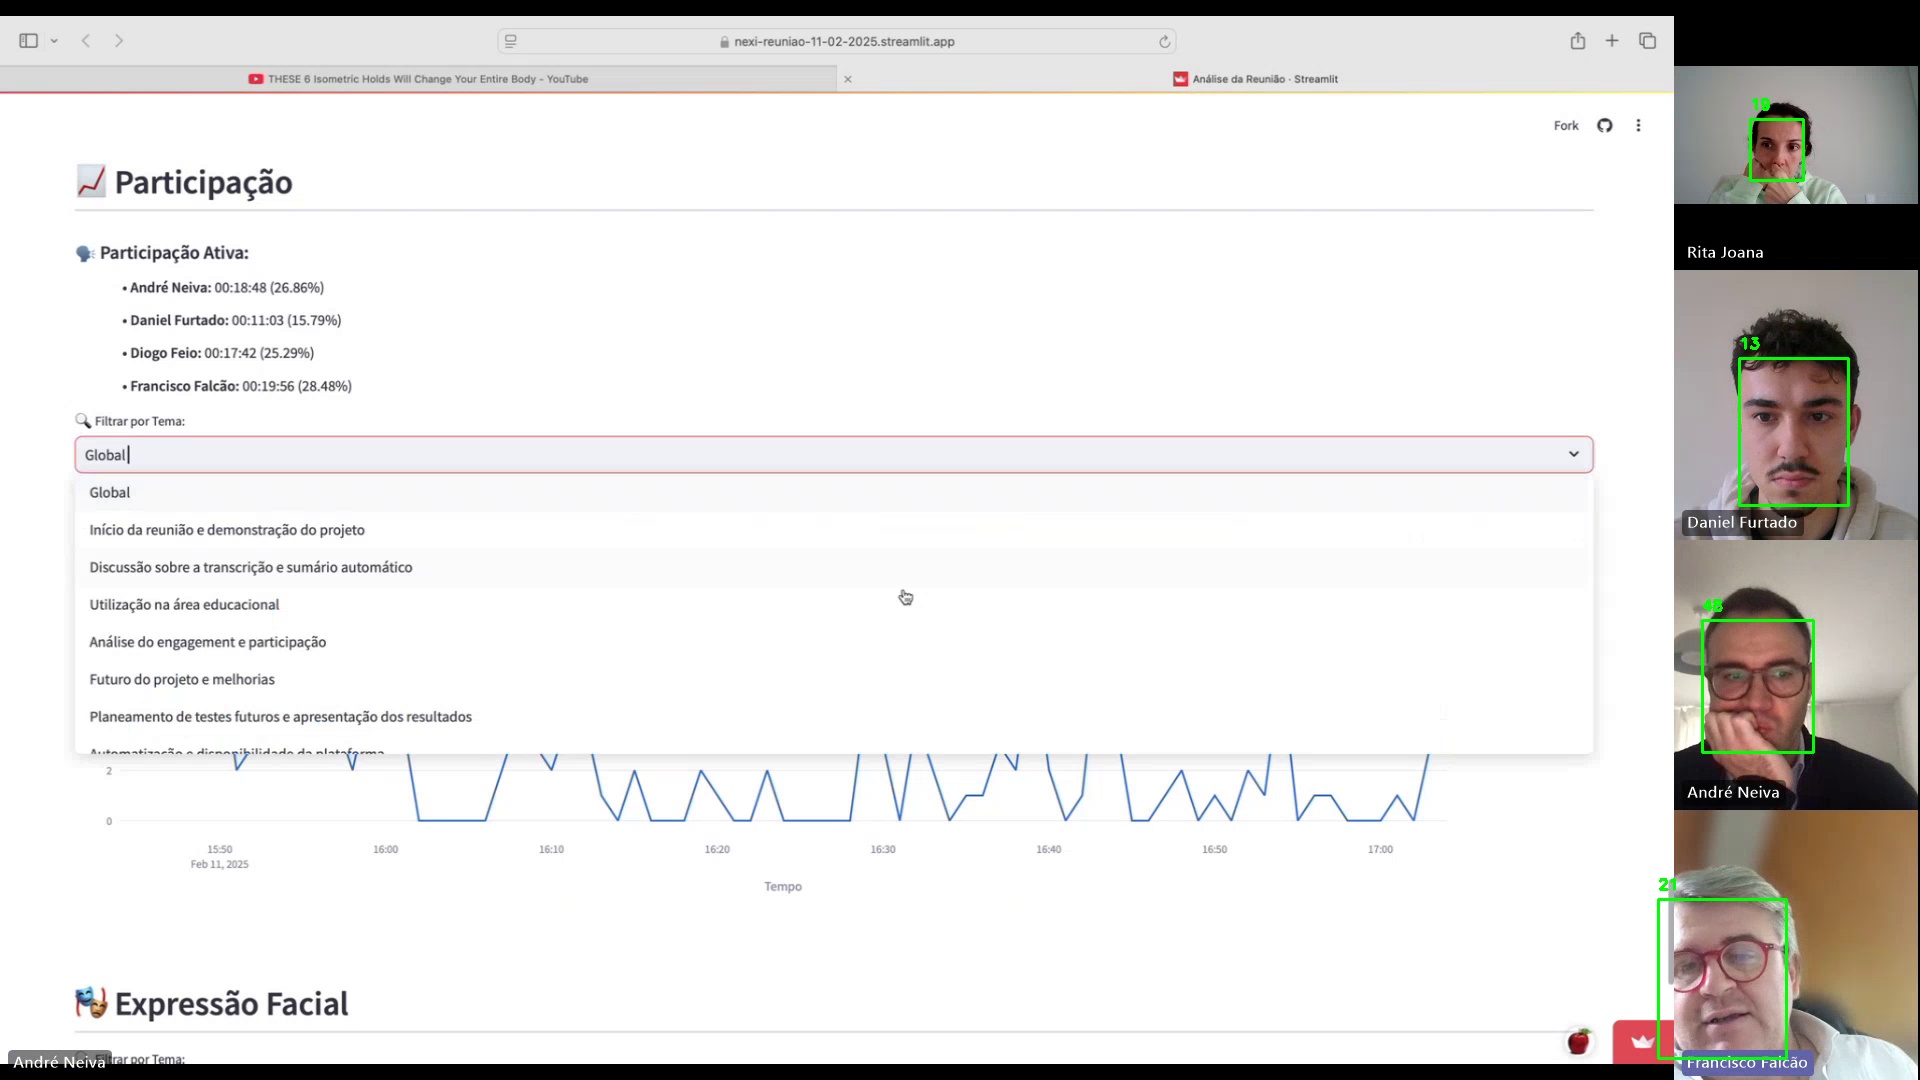 nexi-reuniao-11-02-2025.streamlit.app
THESE 6 Isometric Holds Will Change Your Entire Body - YouTube
Análise da Reunião · Streamlit
Fork
Participação
Participação Ativa:
• André Neiva: 00:18:48 (26.86%)
• Daniel Furtado: 00:11:03 (15.79%)
• Diogo Feio: 00:17:42 (25.29%)
• Francisco Falcão: 00:19:56 (28.48%)
Filtrar por Tema:
Global
Global
Início da reunião e demonstração do projeto
Discussão sobre a transcrição e sumário automático
Utilização na área educacional
Análise do engagement e participação
Futuro do projeto e melhorias
Planeamento de testes futuros e apresentação dos resultados
Automatização e disponibilidade da plataforma
2
0
15:50
16:00
16:10
16:20
16:30
16:40
16:50
17:00
Feb 11, 2025
Tempo
Expressão Facial
Filtrar por Tema:
André Neiva
19
Rita Joana
13
Daniel Furtado
48
André Neiva
21
Francisco Falcão